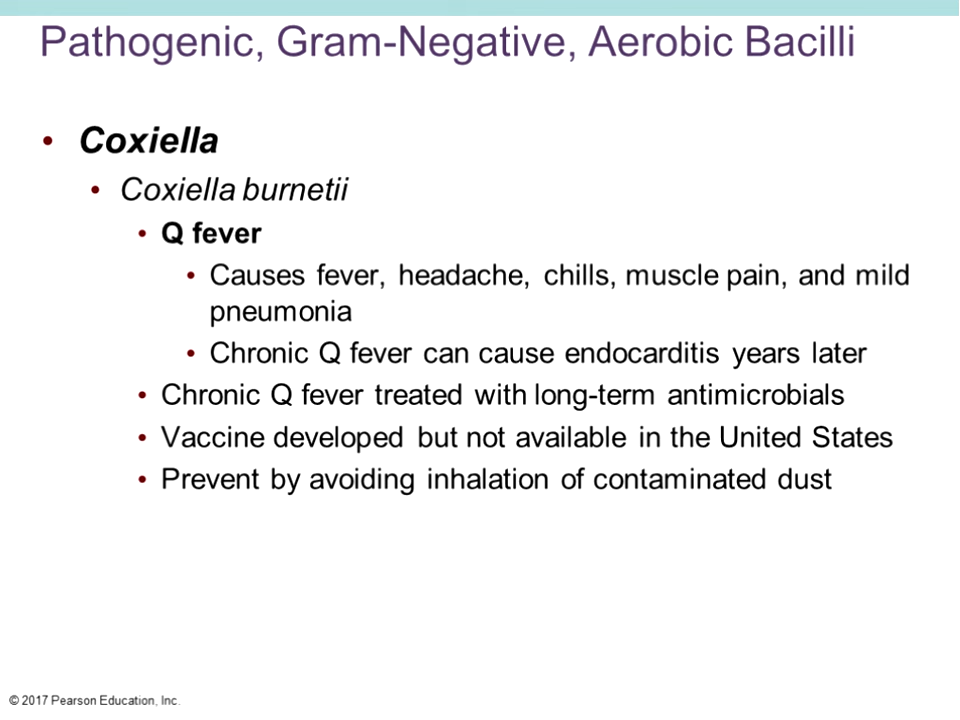 Pathogenic, Gram-Negative, Aerobic Bacilli
• Coxiella
• Coxiella burnetii
• Q fever
• Causes fever, headache, chills, muscle pain, and mild
pneumonia
• Chronic Q fever can cause endocarditis years later
• Chronic Q fever treated with long-term antimicrobials
• Vaccine developed but not available in the United States
• Prevent by avoiding inhalation of contaminated dust
© 2017 Pearson Education, Inc.